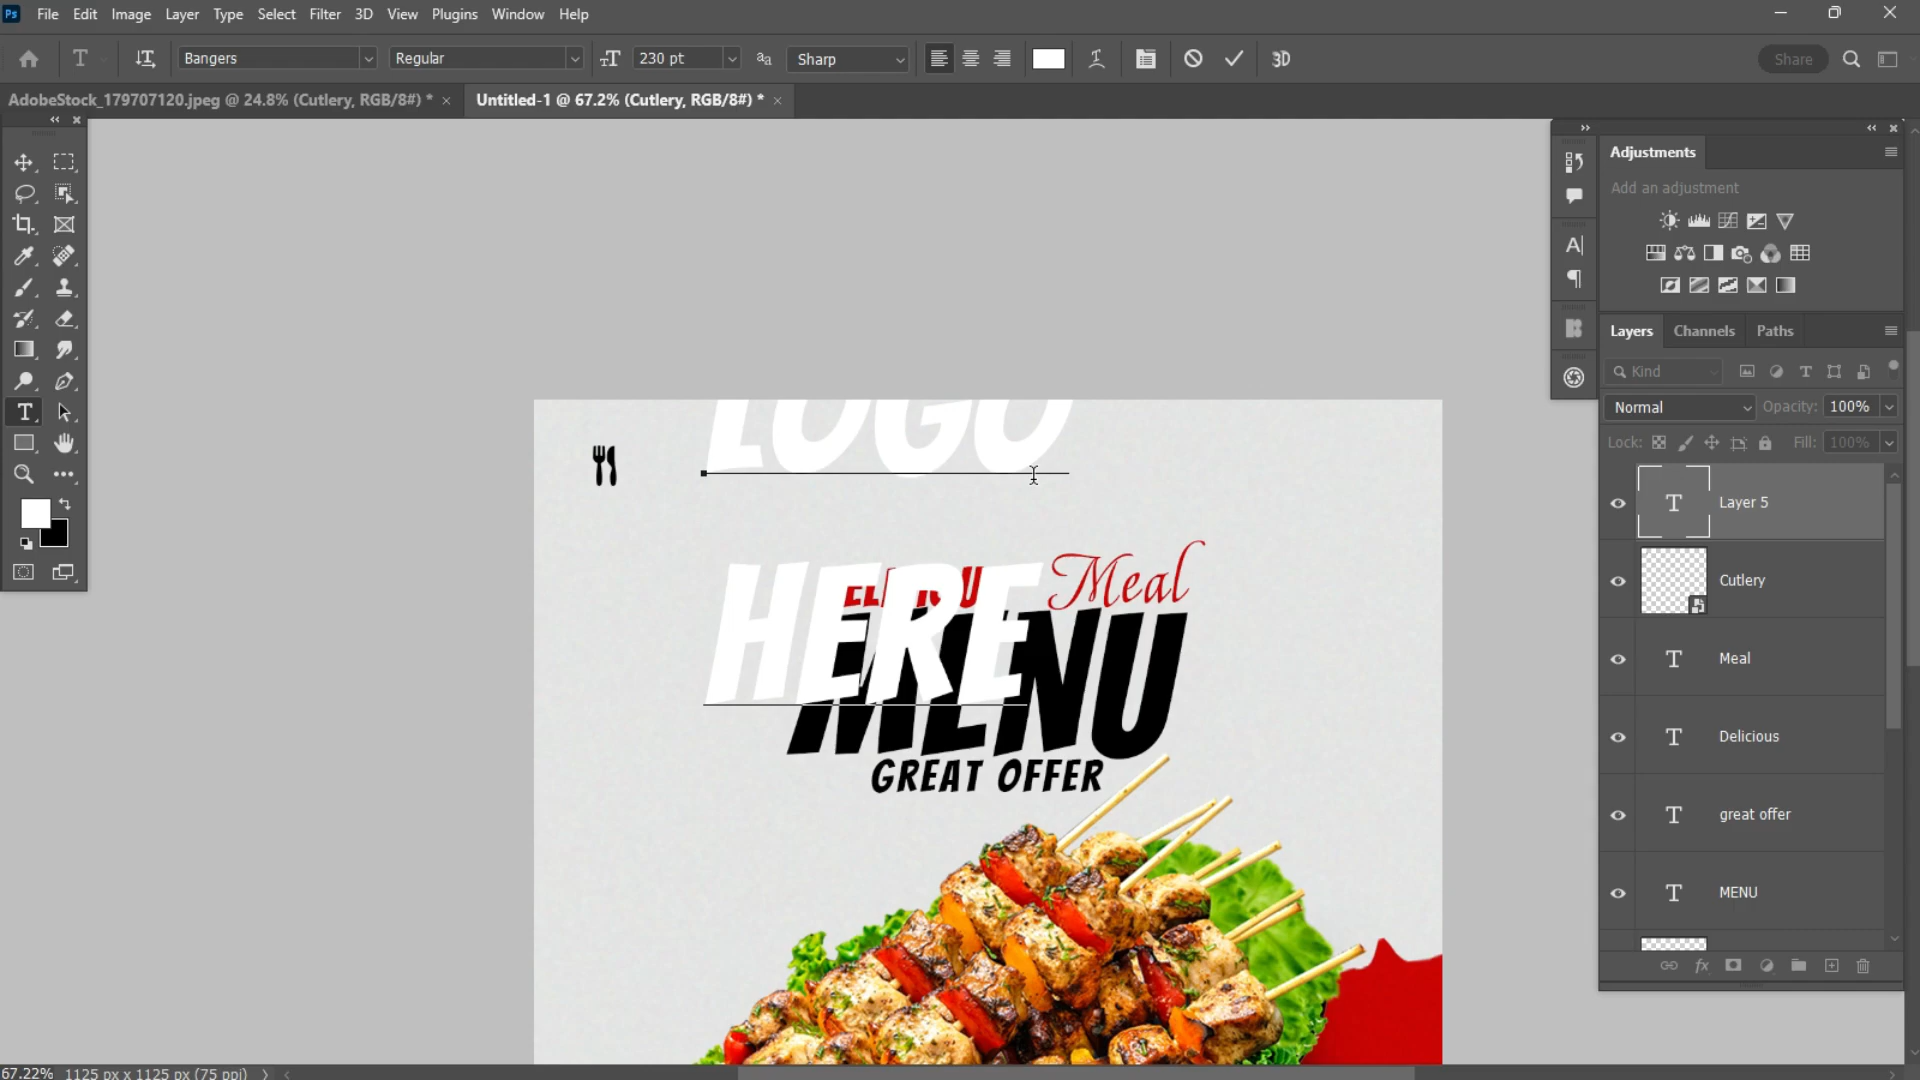 Ps File Edit Image Layer Type Select Filter 3D View Plugins Window Help
T Bangers Regular 230 pt aa Sharp 3D Share
AdobeStock_179707120.jpeg @ 24.8% (Cutlery, RGB/8#) * × Untitled-1 @ 67.2% (Cutlery, RGB/8#) * ×
Adjustments
Add an adjustment
Layers Channels Paths
Kind
Normal Opacity: 100%
Lock: Fill: 100%
T Layer 5
Cutlery
T Meal
T Delicious
T great offer
T MENU
LOGO
HERE
Meal
MENU
GREAT OFFER
67.22% 1125 px x 1125 px (75 ppi)